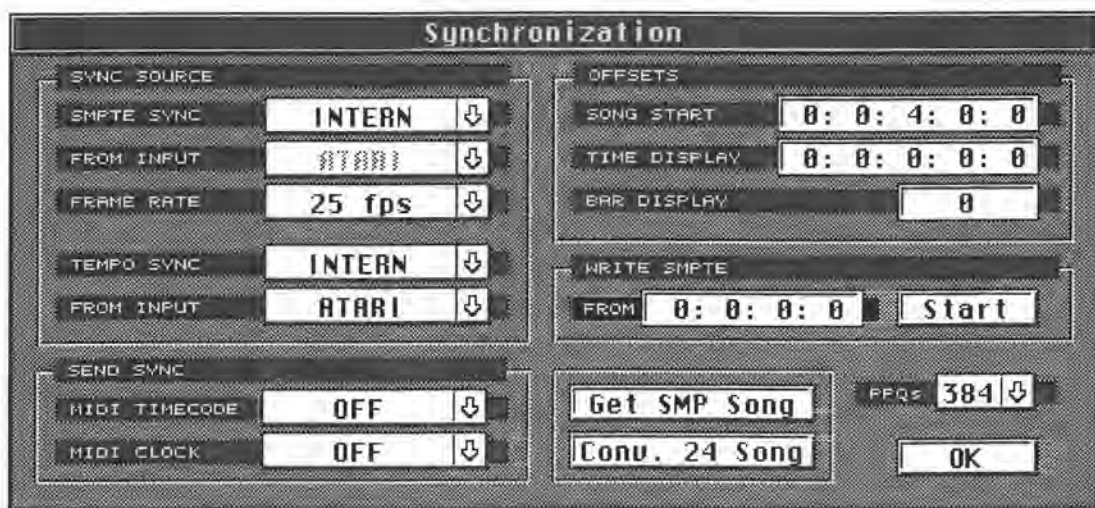 Synchronization
SYNC SOURCE
SMPTE SYNC INTERN
FROM INPUT ATARI
FRAME RATE 25 fps
TEMPO SYNC INTERN
FROM INPUT ATARI
SEND SYNC
MIDI TIMECODE OFF
MIDI CLOCK OFF
OFFSETS
SONG START 0: 0: 4: 0: 0
TIME DISPLAY 0: 0: 0: 0: 0
BAR DISPLAY 0
WRITE SMPTE
FROM 0: 0: 0: 0 Start
Get SMP Song
Conv. 24 Song
PPQs 384
OK